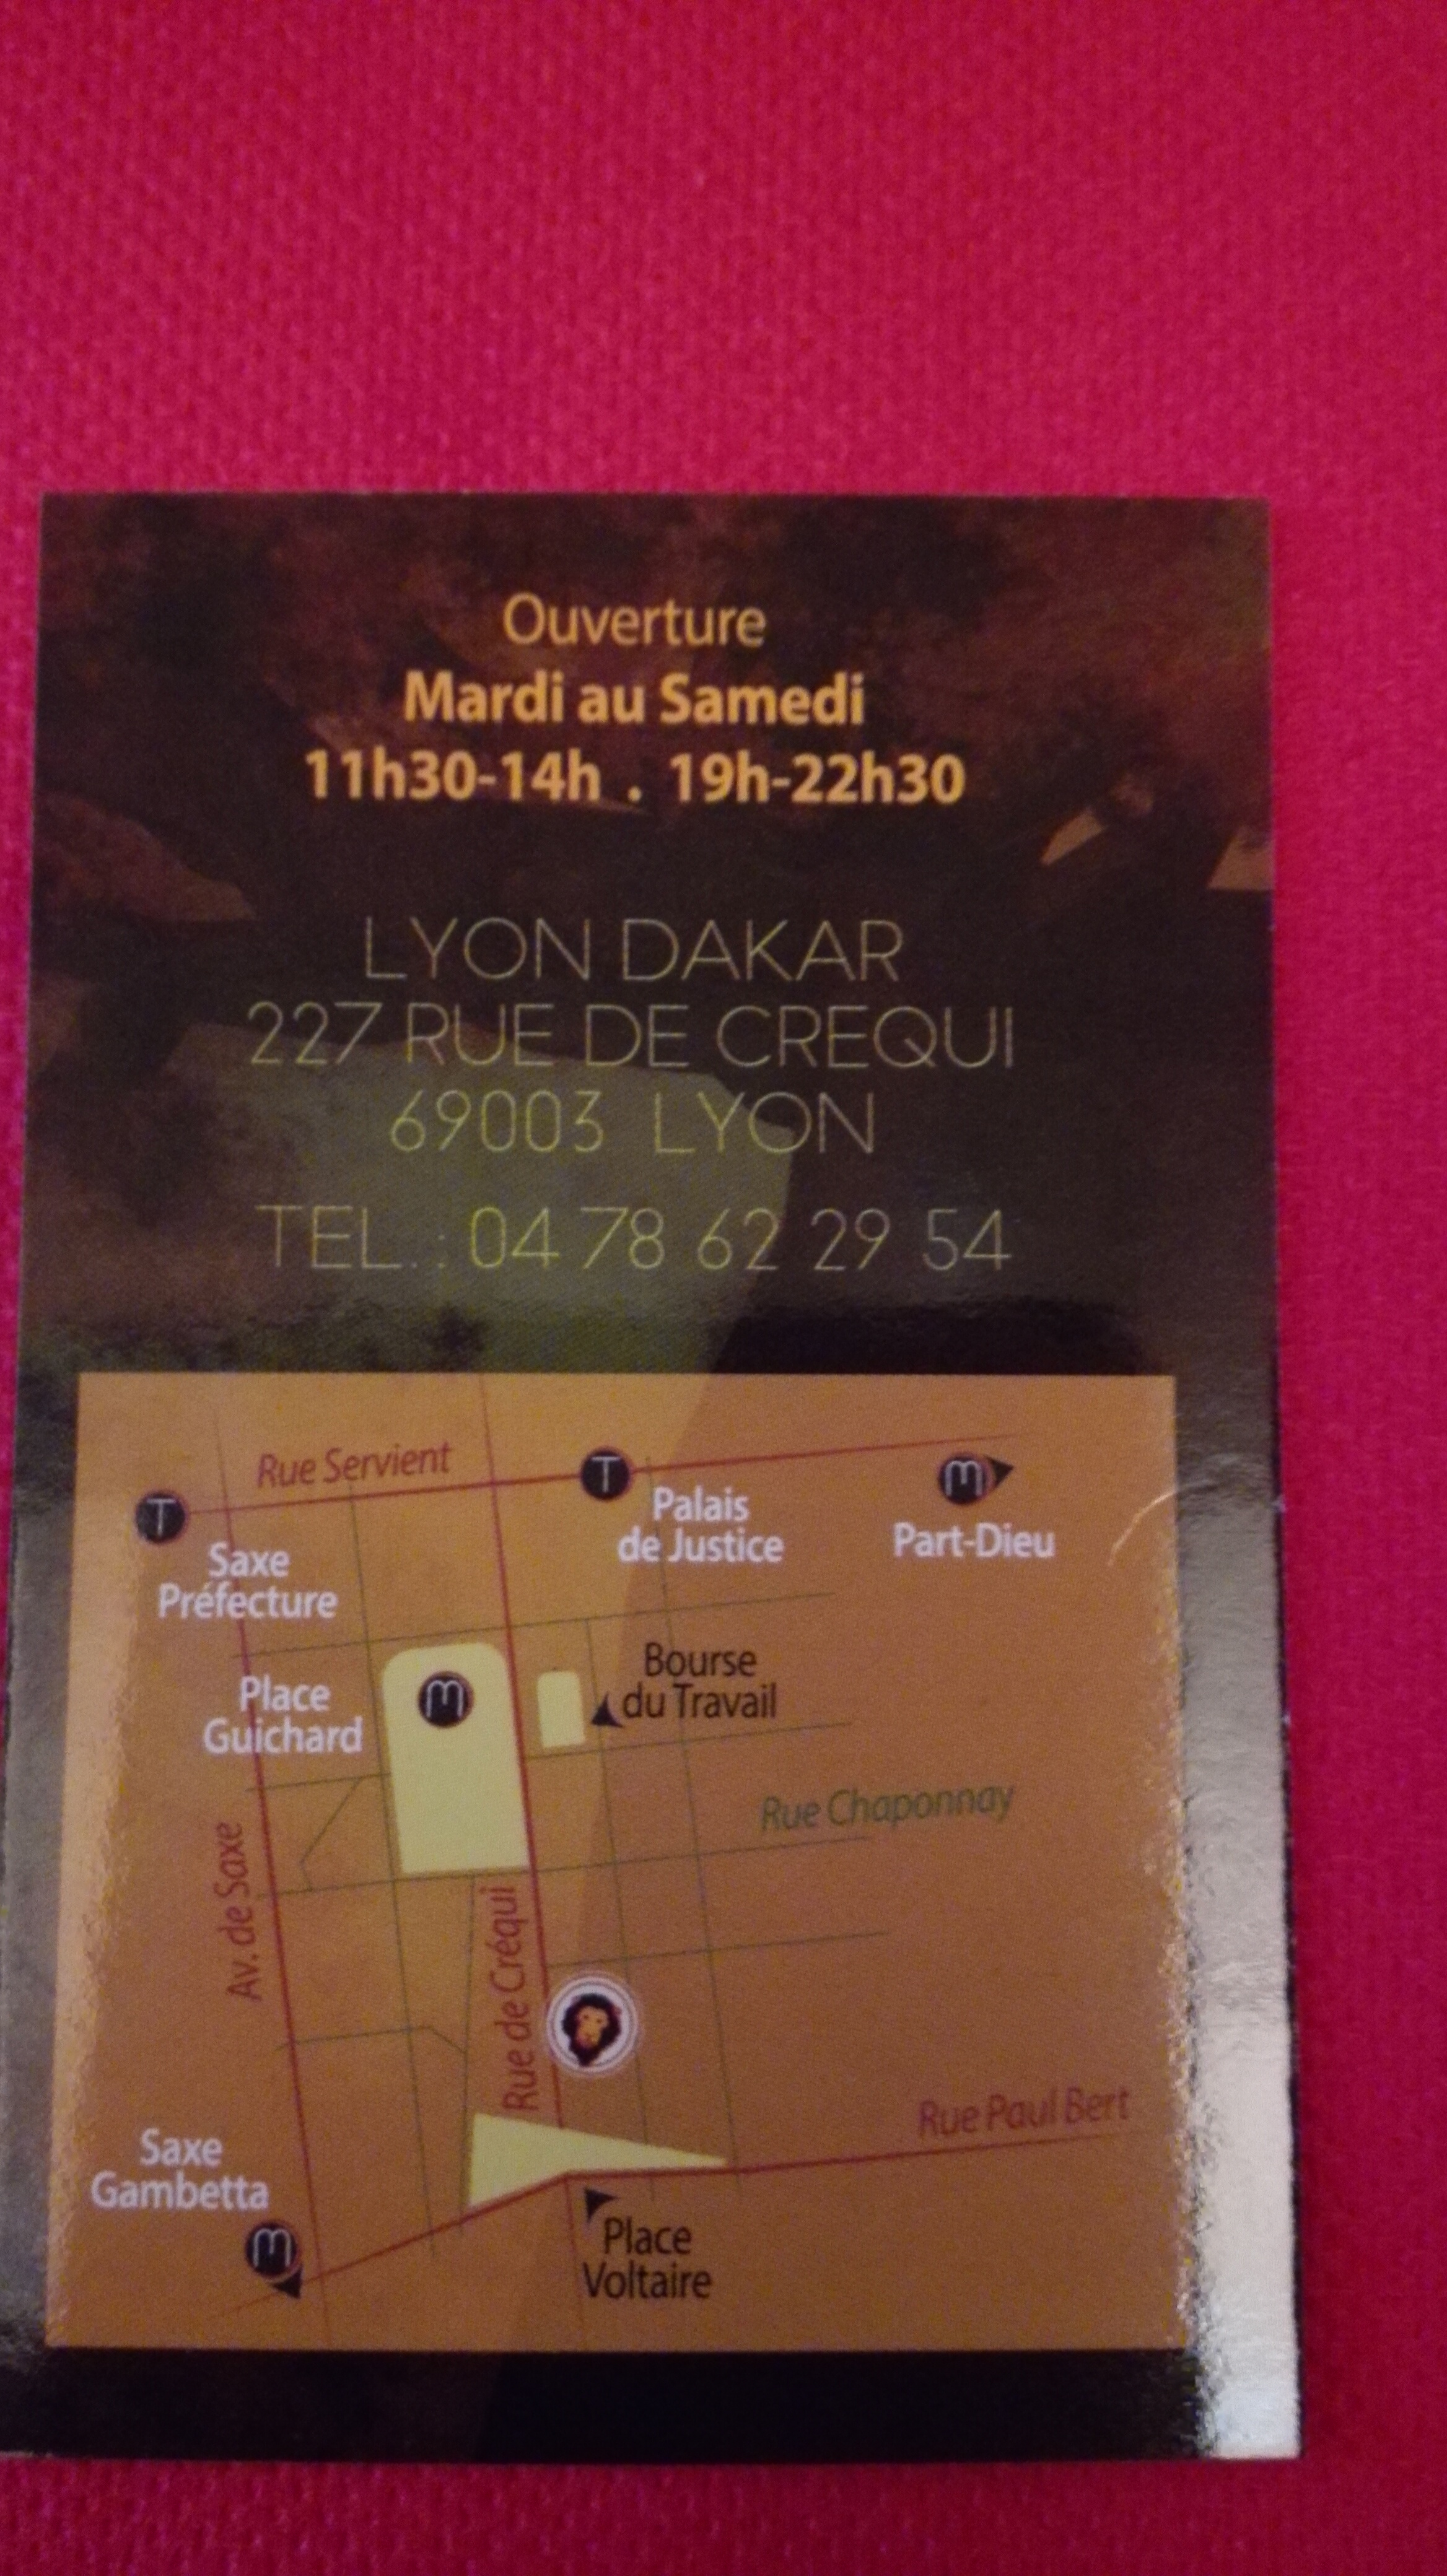 Ouverture
Mardi au Samedi
11h30-14h . 19h-22h30
LYON DAKAR
227 RUE DE CREQUI
69003 LYON
TEL. : 04 78 62 29 54
Rue Servient
T
T
M
Saxe
Préfecture
Palais
de Justice
Part-Dieu
Place
Guichard
M
Bourse
du Travail
Rue Chaponnay
Av. de Saxe
Rue de Créqui
Rue Paul Bert
Saxe
Gambetta
M
Place
Voltaire